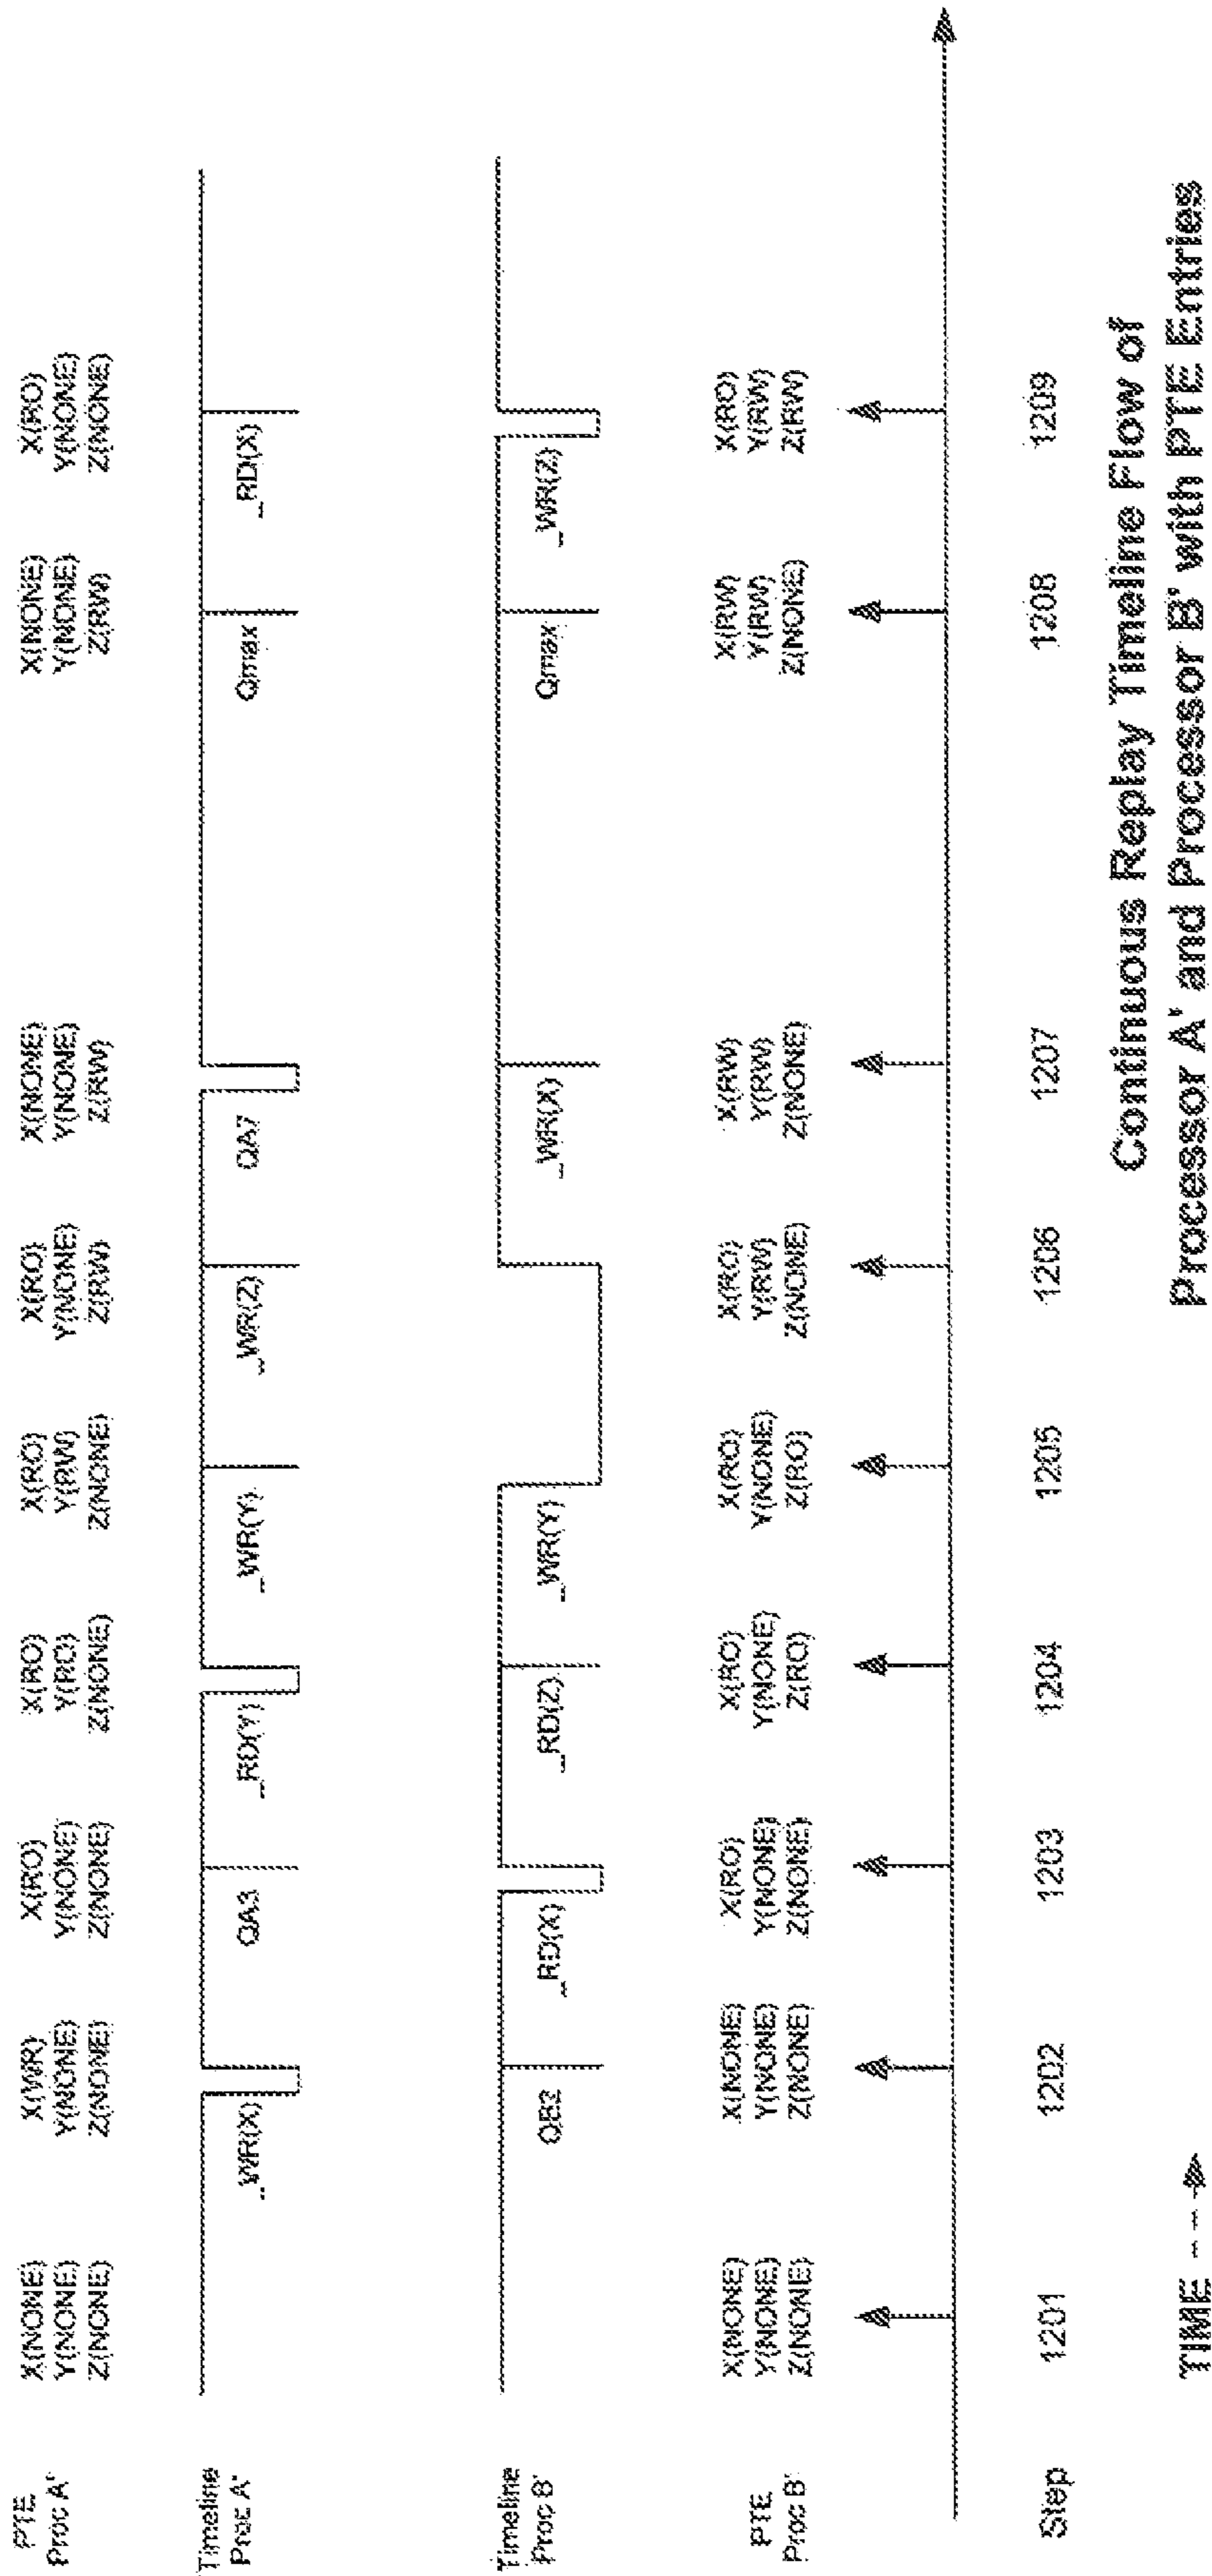 PTE
Proc A'
X(NONE)
Y(NONE)
Z(NONE)
X(WR)
Y(NONE)
Z(NONE)
X(RO)
Y(NONE)
Z(NONE)
X(RO)
Y(RO)
Z(NONE)
X(RO)
Y(RW)
Z(NONE)
X(RO)
Y(NONE)
Z(RW)
X(NONE)
Y(NONE)
Z(RW)
X(NONE)
Y(NONE)
Z(RW)
X(RO)
Y(NONE)
Z(NONE)
Timeline
Proc A'
_WR(X)
QA3
_RD(Y)
_WR(Y)
_WR(Z)
QA7
Qmax
_RD(X)
Timeline
Proc B'
QB2
_RD(X)
_RD(Z)
_WR(Y)
_WR(X)
Qmax
_WR(Z)
PTE
Proc B'
X(NONE)
Y(NONE)
Z(NONE)
X(NONE)
Y(NONE)
Z(NONE)
X(RO)
Y(NONE)
Z(NONE)
X(RO)
Y(NONE)
Z(RO)
X(RO)
Y(NONE)
Z(RO)
X(RO)
Y(RW)
Z(NONE)
X(RW)
Y(RW)
Z(NONE)
X(RW)
Y(RW)
Z(NONE)
X(RO)
Y(RW)
Z(RW)
Step 1201 1202 1203 1204 1205 1206 1207 1208 1209
TIME
Continuous Replay Timeline Flow of
Processor A' and Processor B' with PTE Entries